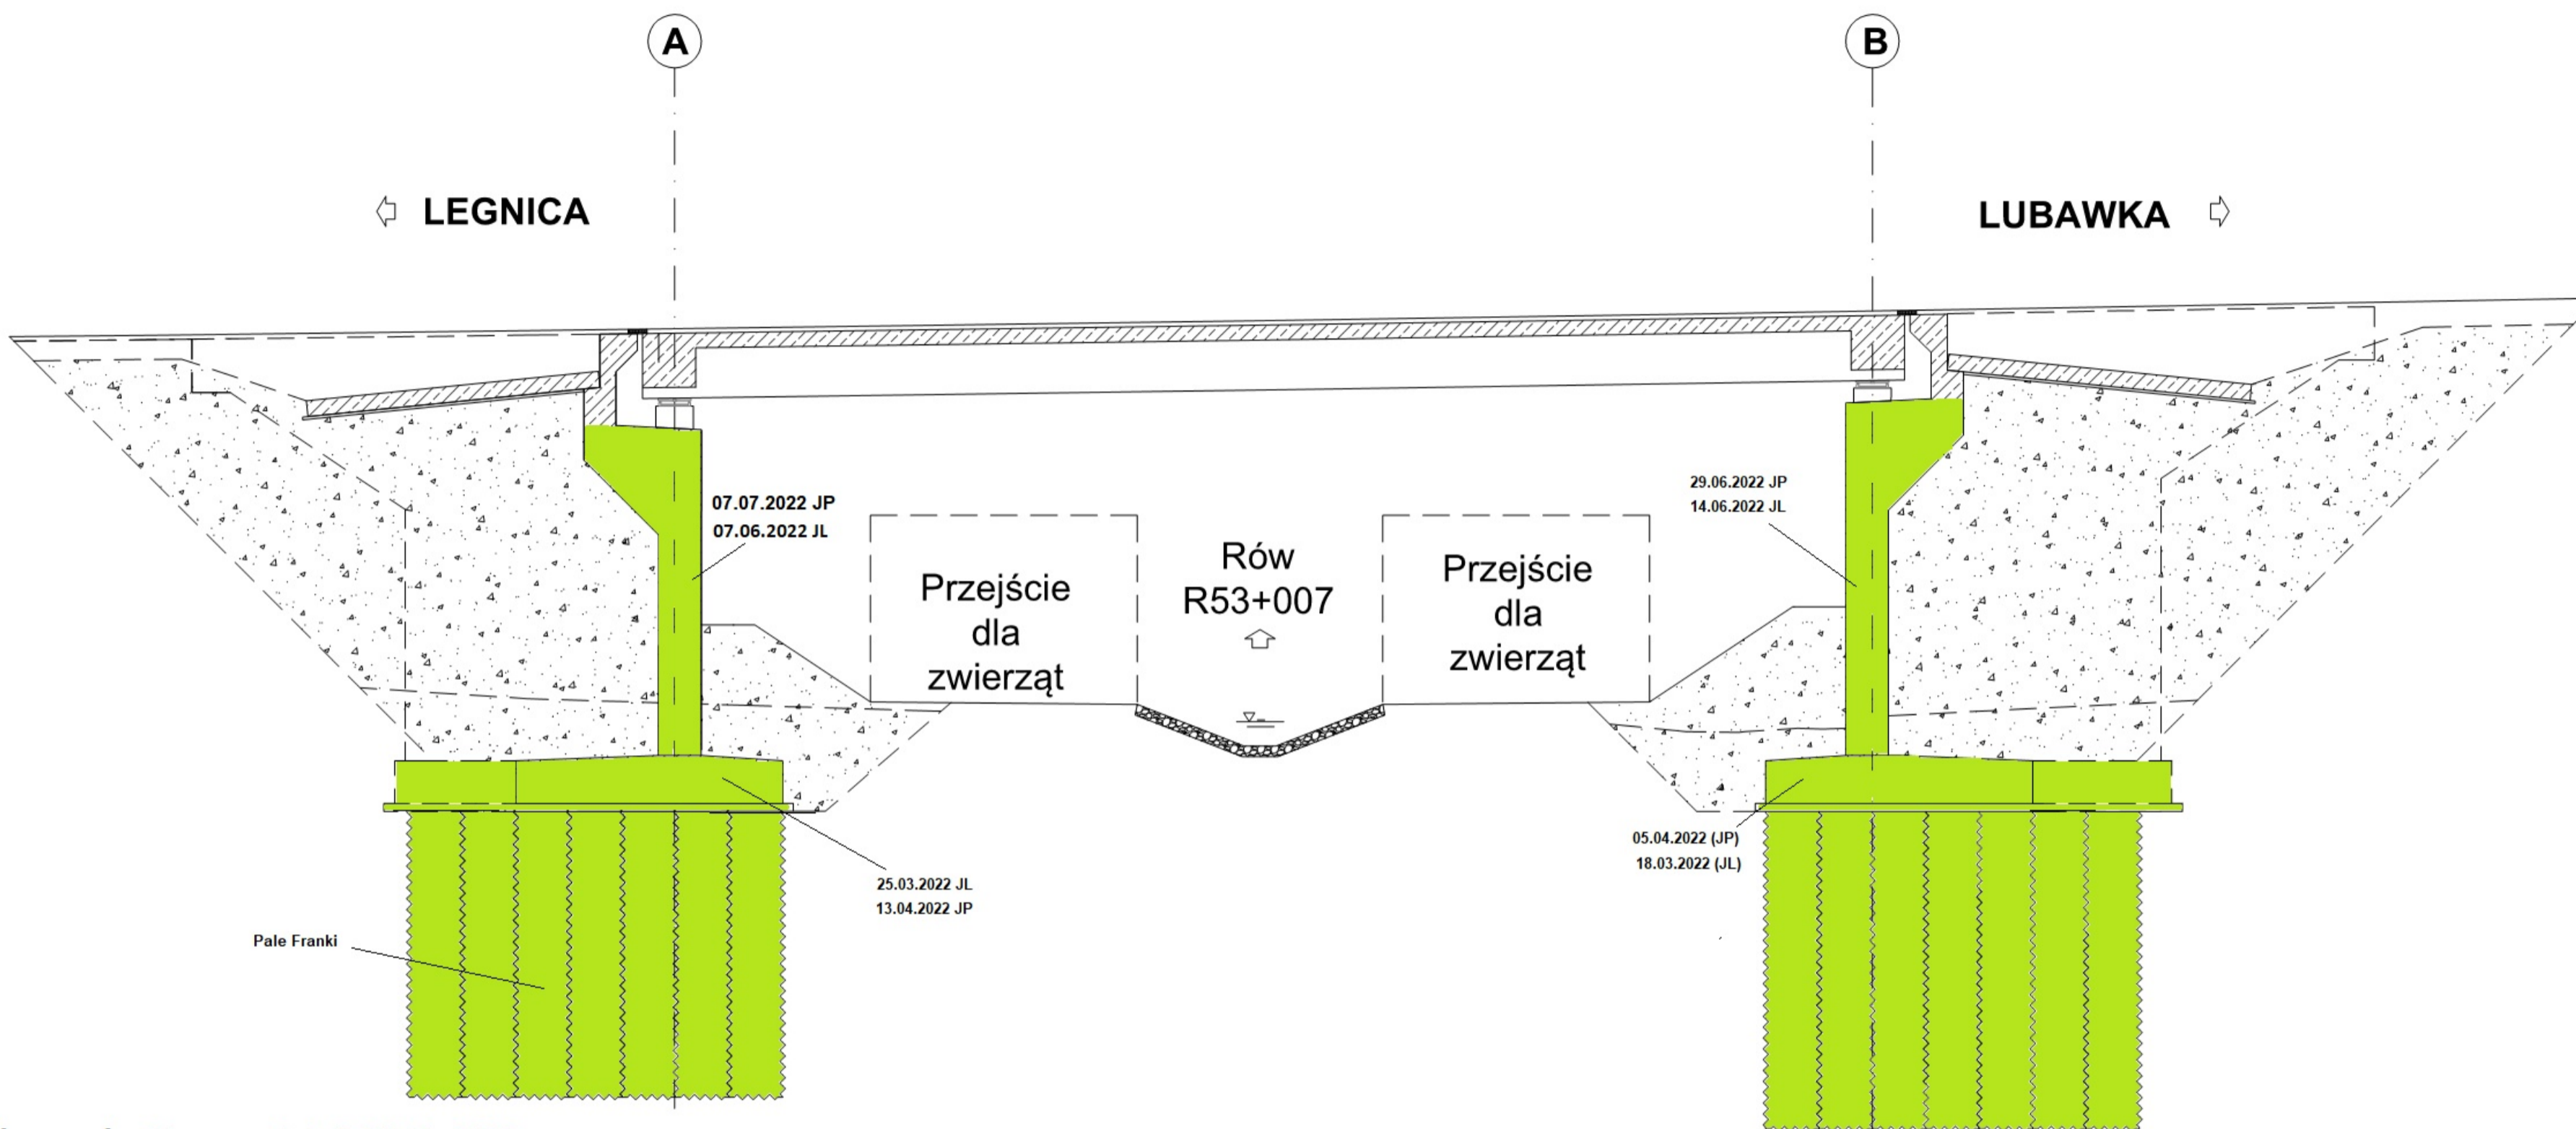 A
B
LEGNICA
LUBAWKA
07.07.2022 JP
07.06.2022 JL
29.06.2022 JP
14.06.2022 JL
Przejście
dla
zwierząt
Rów
R53+007
Przejście
dla
zwierząt
25.03.2022 JL
13.04.2022 JP
05.04.2022 (JP)
18.03.2022 (JL)
Pale Franki